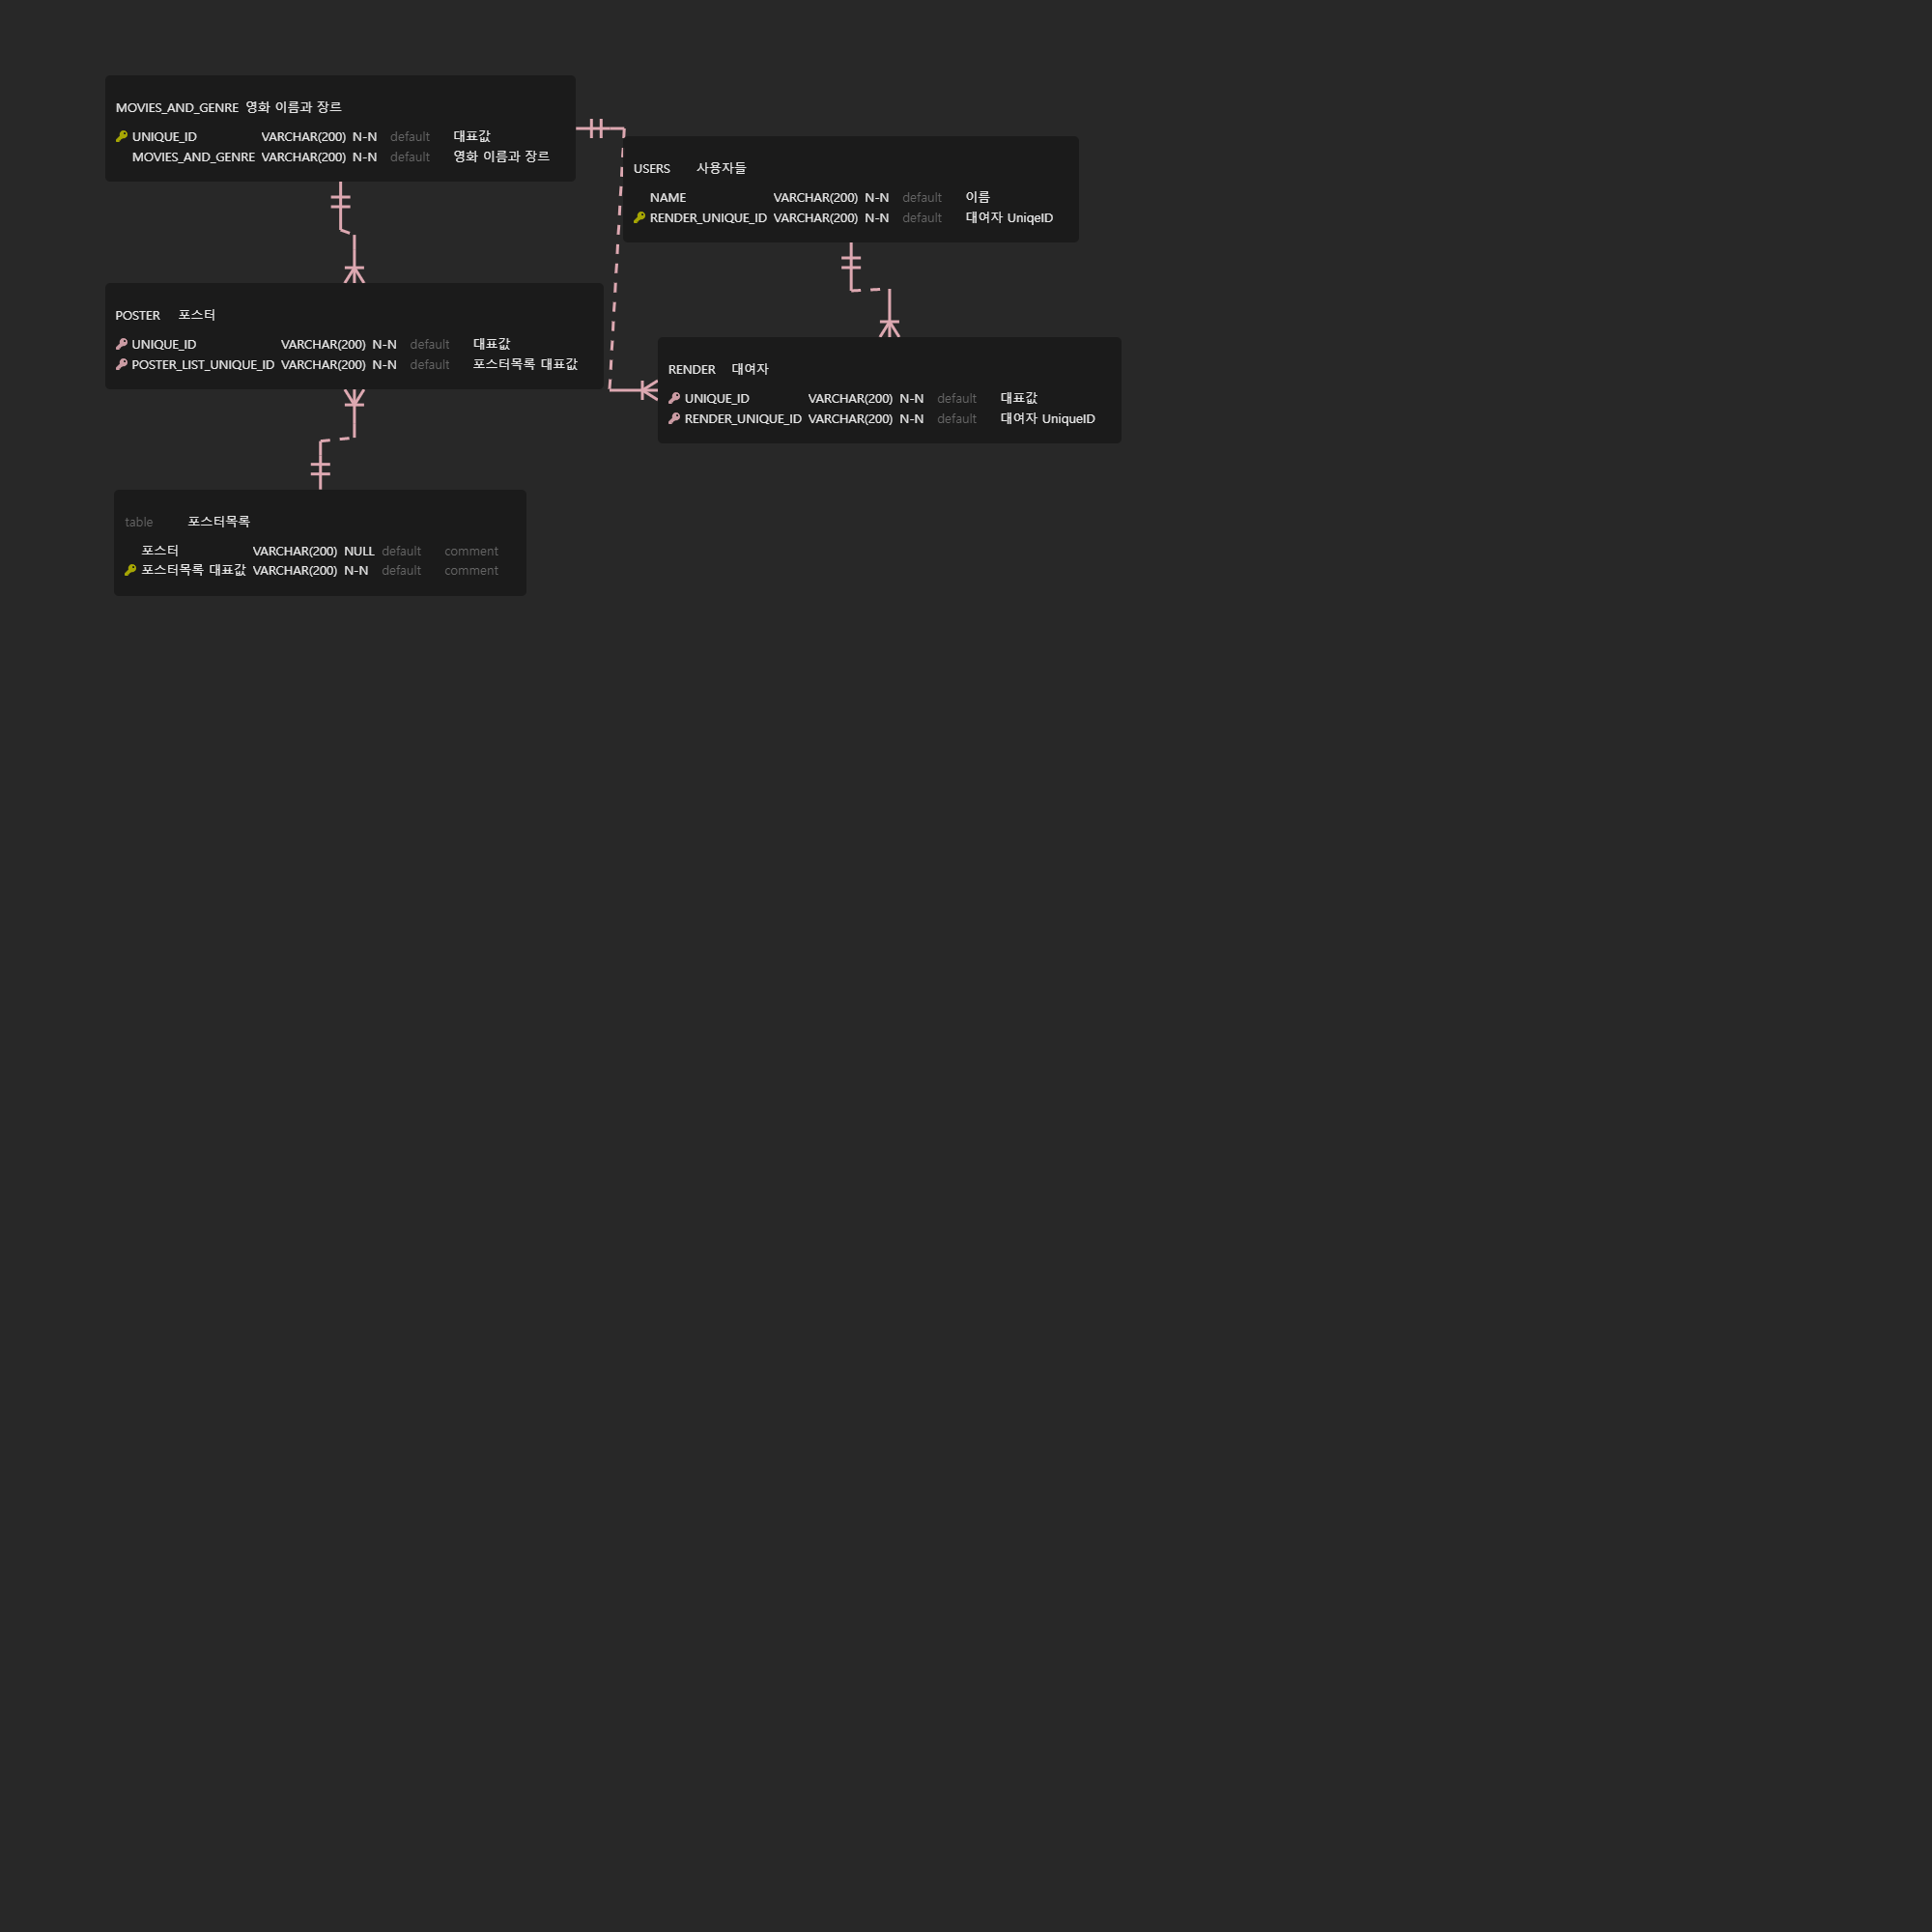 MOVIES_AND_GENRE 영화 이름과 장르
UNIQUE_ID VARCHAR(200) N-N default 대표값
MOVIES_AND_GENRE VARCHAR(200) N-N default 영화 이름과 장르
USERS 사용자들
NAME VARCHAR(200) N-N default 이름
RENDER_UNIQUE_ID VARCHAR(200) N-N default 대여자 UniqeID
POSTER 포스터
UNIQUE_ID VARCHAR(200) N-N default 대표값
POSTER_LIST_UNIQUE_ID VARCHAR(200) N-N default 포스터목록 대표값
RENDER 대여자
UNIQUE_ID VARCHAR(200) N-N default 대표값
RENDER_UNIQUE_ID VARCHAR(200) N-N default 대여자 UniqueID
table 포스터목록
포스터 VARCHAR(200) NULL default comment
포스터목록 대표값 VARCHAR(200) N-N default comment